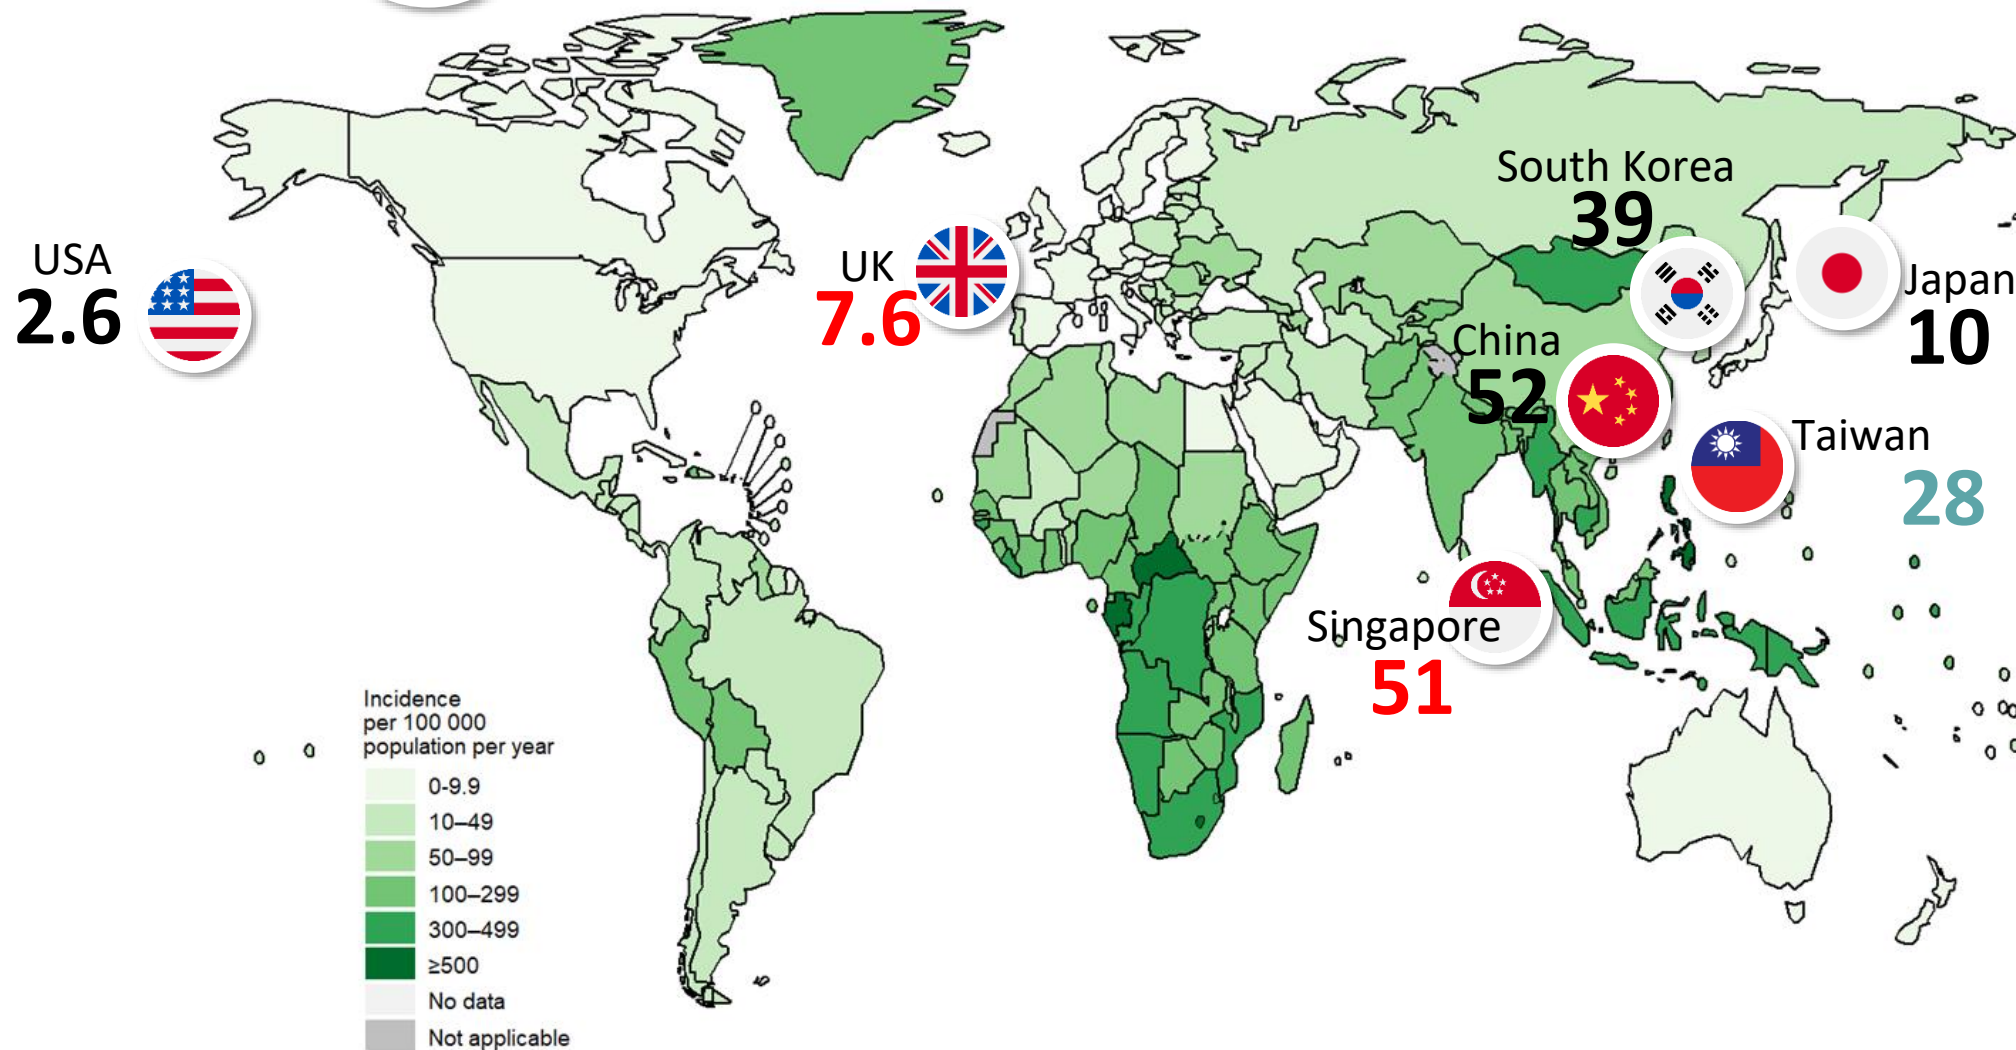 USA
2.6
UK
7.6
South Korea
39
Japan
10
China
52
Taiwan
28
Singapore
51
Incidence
per 100 000
population per year
0-9.9
10–49
50–99
100–299
300–499
≥500
No data
Not applicable